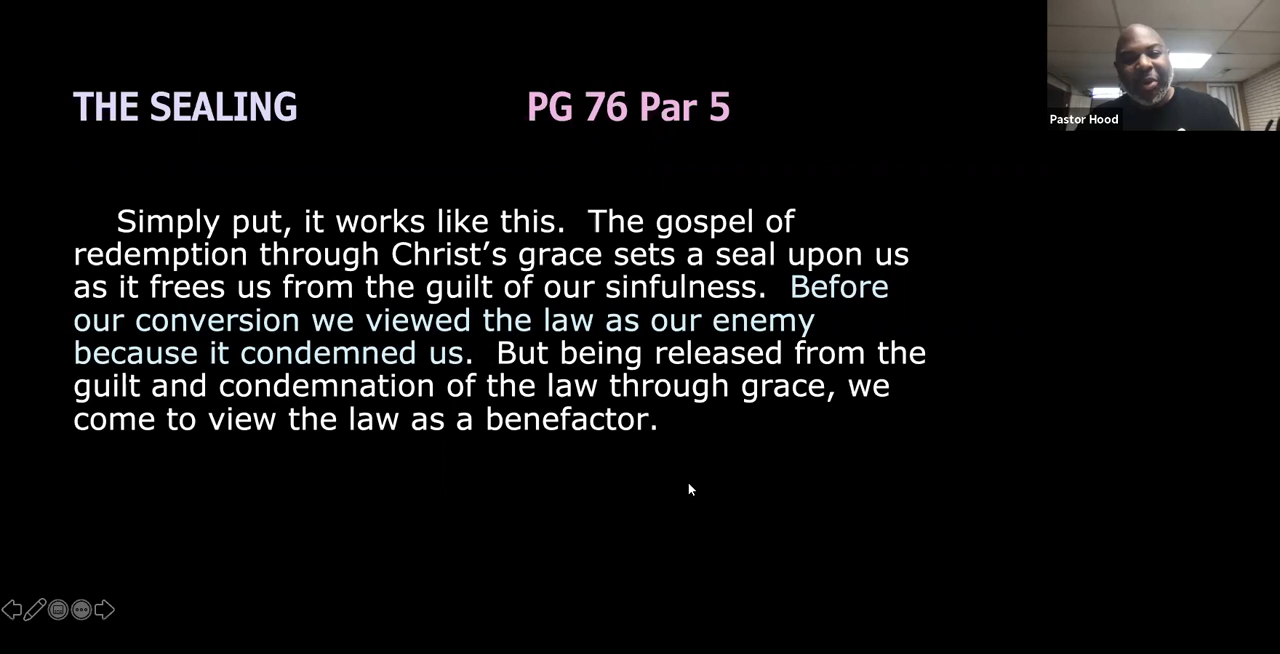 THE SEALING PG 76 Par 5
Pastor Hood
Simply put, it works like this.  The gospel of
redemption through Christ’s grace sets a seal upon us
as it frees us from the guilt of our sinfulness.  Before
our conversion we viewed the law as our enemy
because it condemned us.  But being released from the
guilt and condemnation of the law through grace, we
come to view the law as a benefactor.